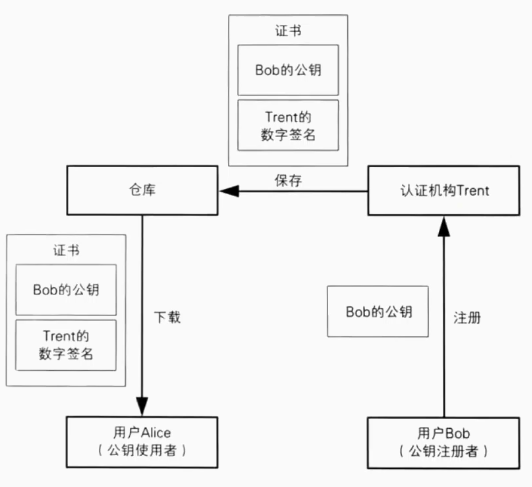 证书
Bob的公钥
Trent的
数字签名
仓库
保存
认证机构Trent
证书
Bob的公钥
Trent的
数字签名
下载
Bob的公钥
注册
用户Alice
（公钥使用者）
用户Bob
（公钥注册者）